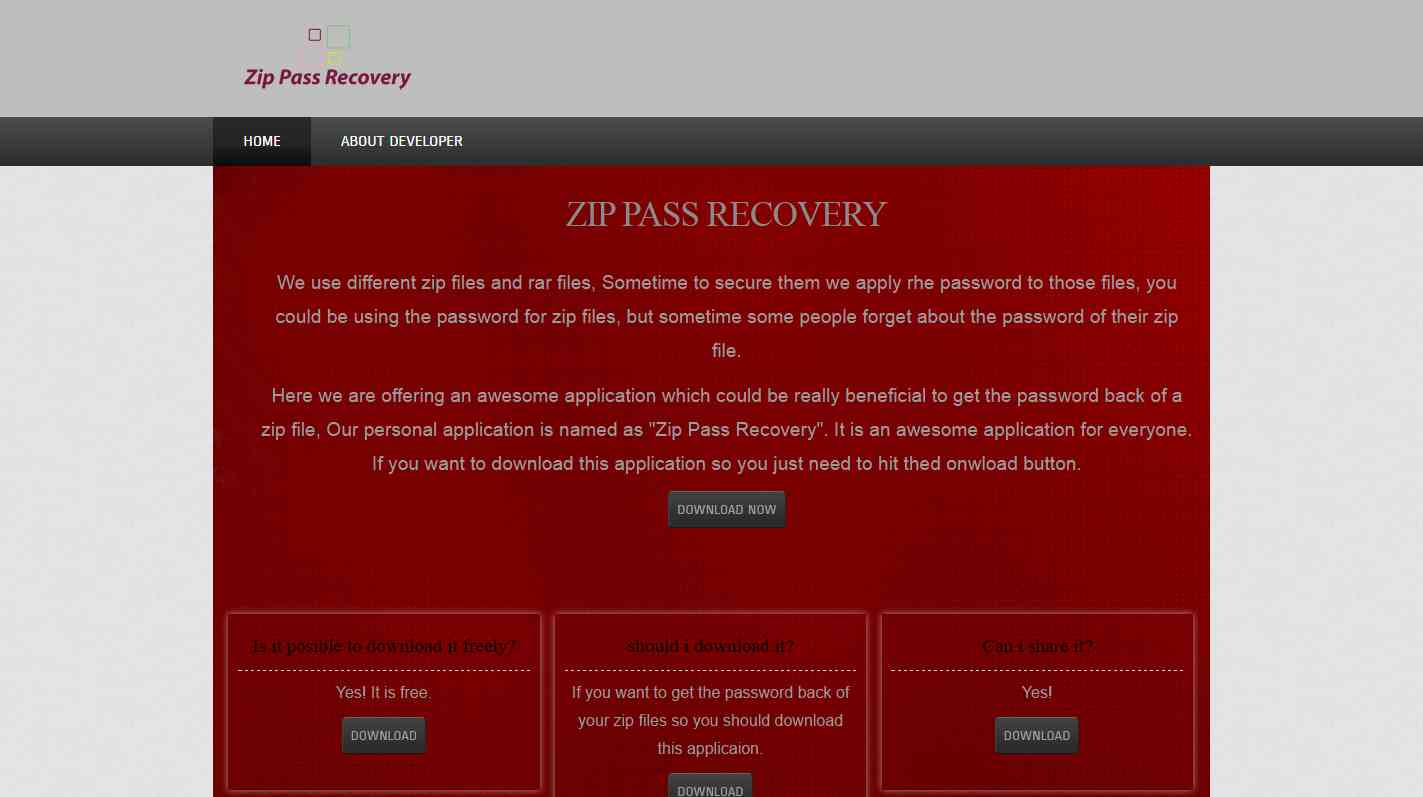 Zip Pass Recovery
HOME
ABOUT DEVELOPER
ZIP PASS RECOVERY
We use different zip files and rar files, Sometime to secure them we apply rhe password to those files, you
could be using the password for zip files, but sometime some people forget about the password of their zip
file.
Here we are offering an awesome application which could be really beneficial to get the password back of a
zip file, Our personal application is named as "Zip Pass Recovery". It is an awesome application for everyone.
If you want to download this application so you just need to hit thed onwload button.
DOWNLOAD NOW
Is it posible to download it freely?
Yes! It is free.
DOWNLOAD
should i download it?
If you want to get the password back of
your zip files so you should download
this applicaion.
DOWNLOAD
Can i share it?
Yes!
DOWNLOAD